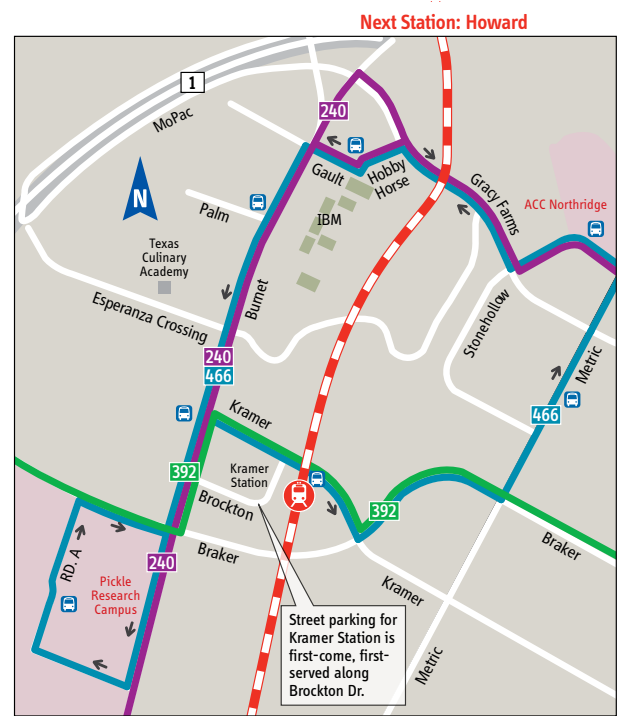 Next Station: Howard
1
MoPac
240
Gault
Hobby
Horse
Gracy Farms
ACC Northridge
N
Palm
IBM
Texas
Culinary
Academy
Burnet
Esperanza Crossing
Stonehollow
Metric
240
466
466
Kramer
392
Kramer
Station
Brockton
392
Braker
Braker
RD. A
240
Pickle
Research
Campus
Kramer
Metric
Street parking for
Kramer Station is
first-come, first-
served along
Brockton Dr.